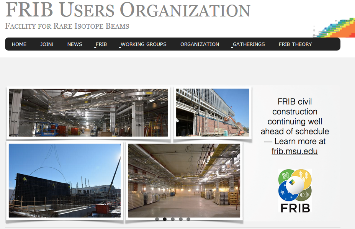 FRIB USERS ORGANIZATION
FACILITY FOR RARE ISOTOPE BEAMS
HOME JOIN! NEWS FRIB WORKING GROUPS ORGANIZATION GATHERINGS FRIB THEORY
FRIB civil
construction
continuing well
ahead of schedule
— Learn more at
frib.msu.edu
FRIB